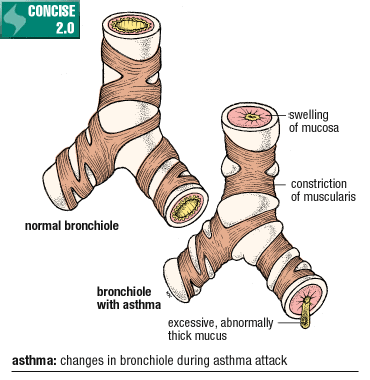 CONCISE
2.0
swelling
of mucosa
constriction
of muscularis
normal bronchiole
bronchiole
with asthma
excessive, abnormally
thick mucus
asthma: changes in bronchiole during asthma attack